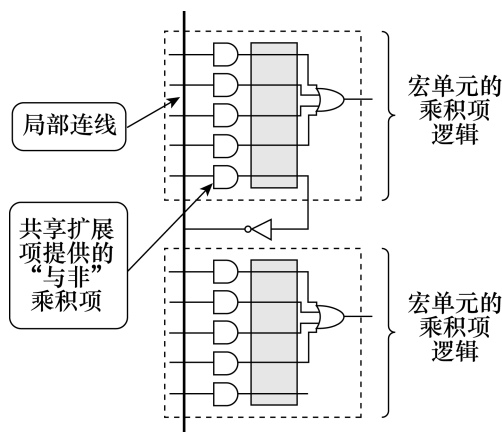 宏单元的
乘积项
逻辑
局部连线
共享扩展
项提供的
“与非”
乘积项
宏单元的
乘积项
逻辑